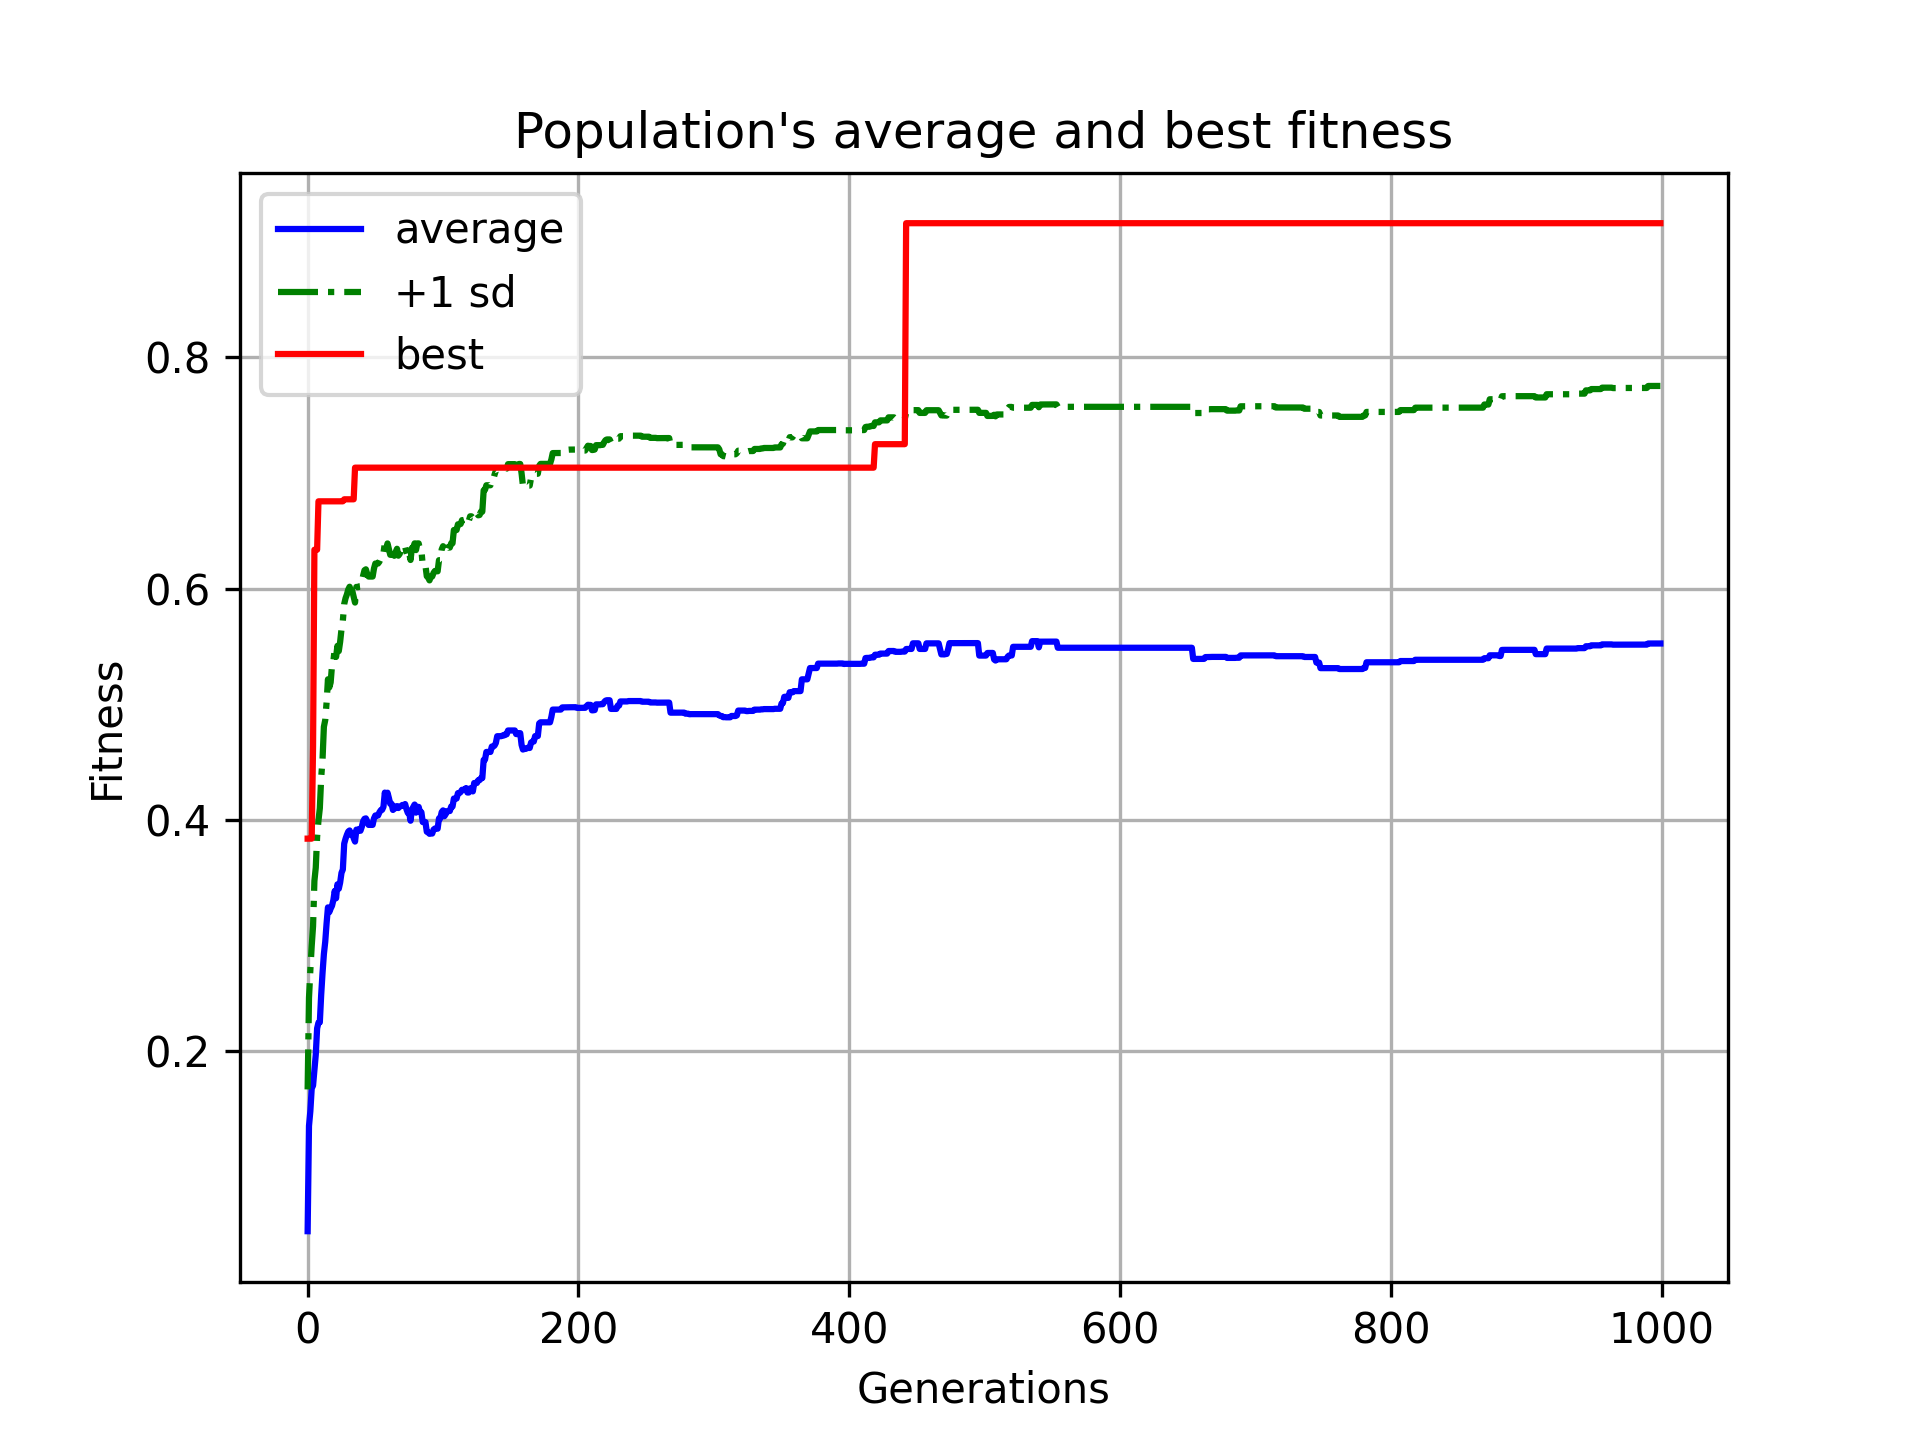 Population's average and best fitness
average
+1 sd
best
Fitness
0.8
0.6
0.4
0.2
0 200 400 600 800 1000
Generations